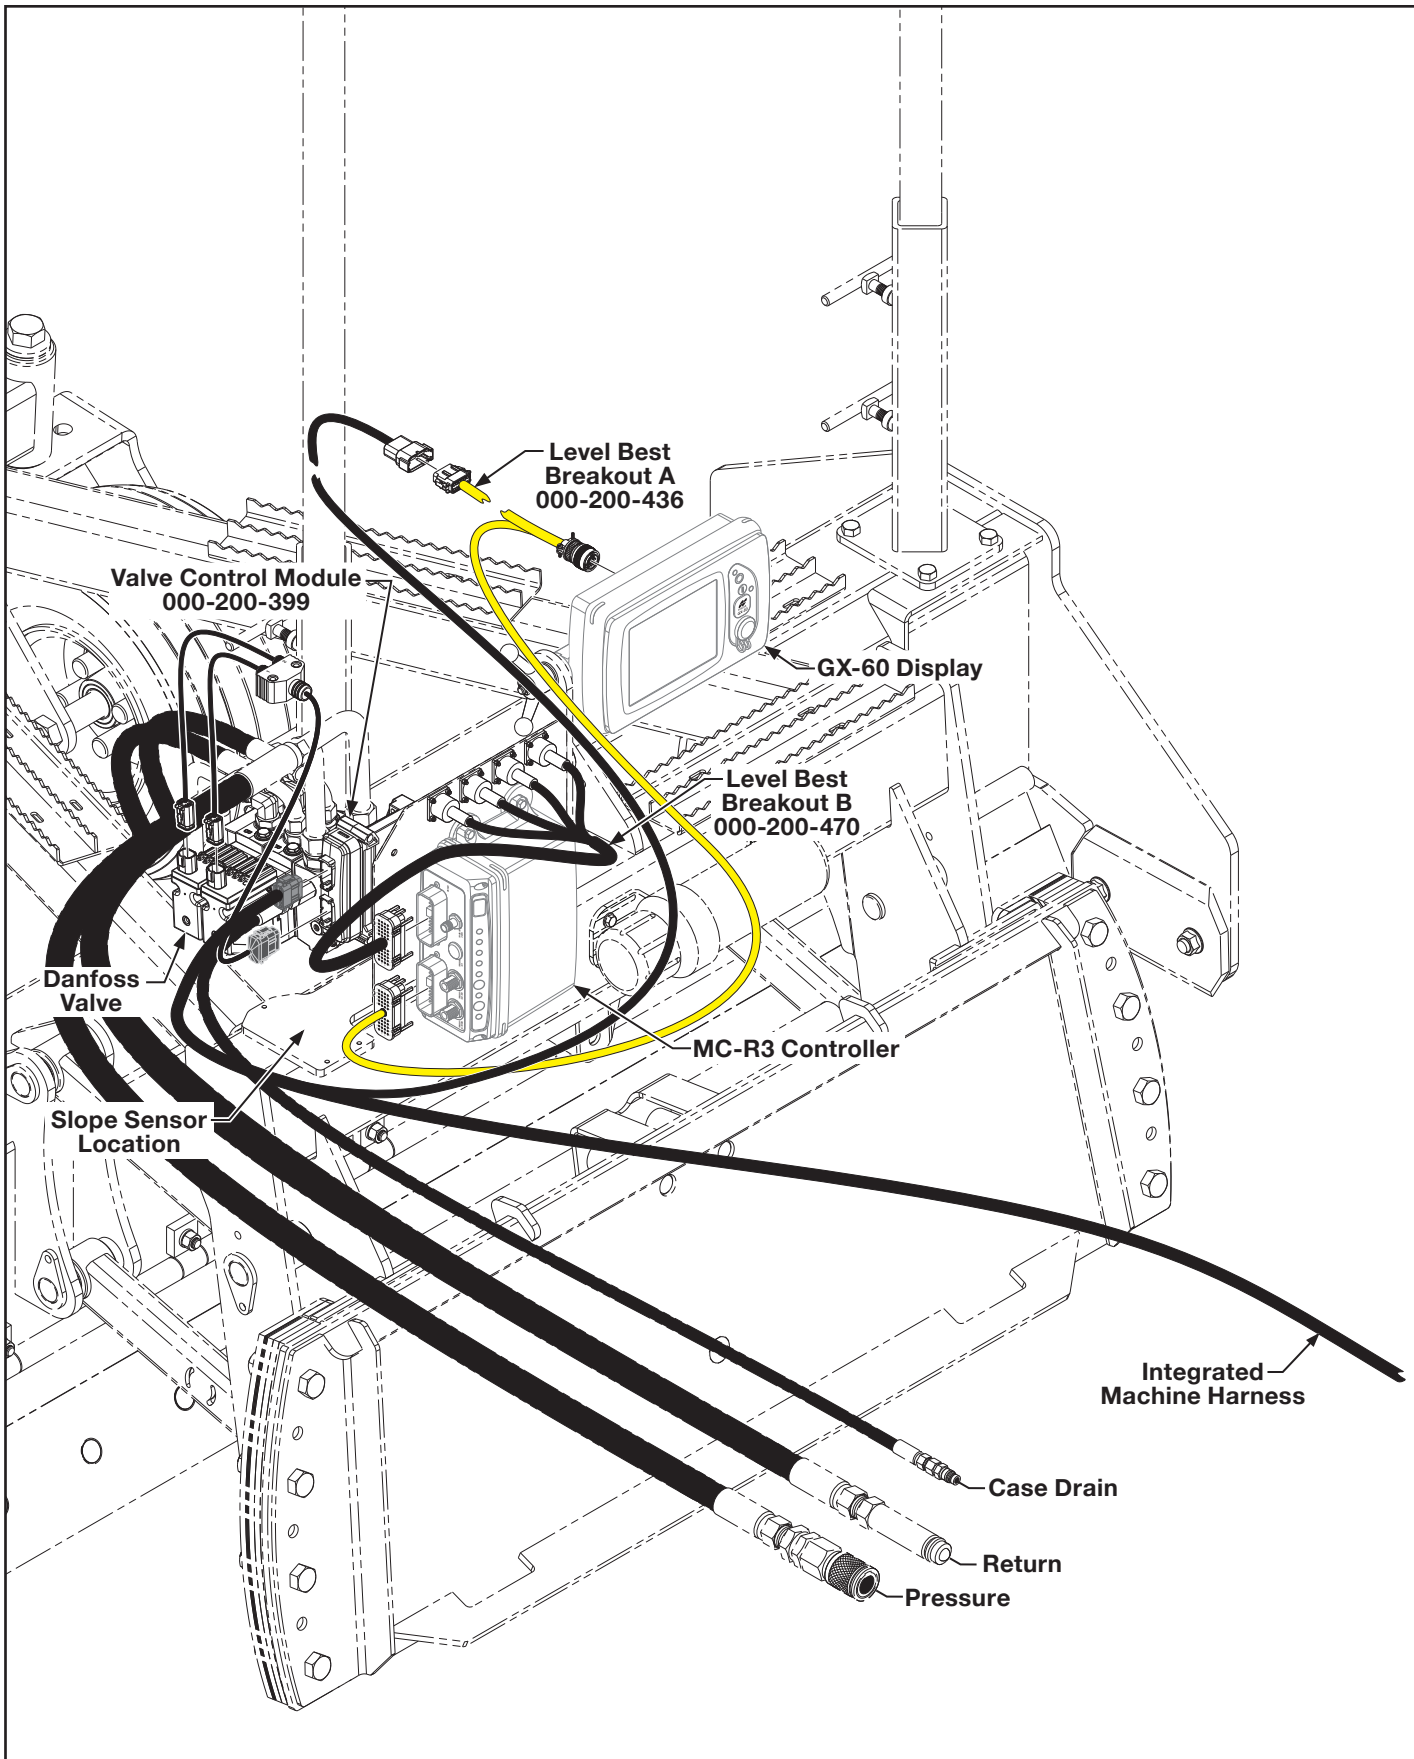 Level Best
Breakout A
000-200-436
Valve Control Module
000-200-399
GX-60 Display
Level Best
Breakout B
000-200-470
Danfoss
Valve
MC-R3 Controller
Slope Sensor
Location
Integrated
Machine Harness
Case Drain
Return
Pressure